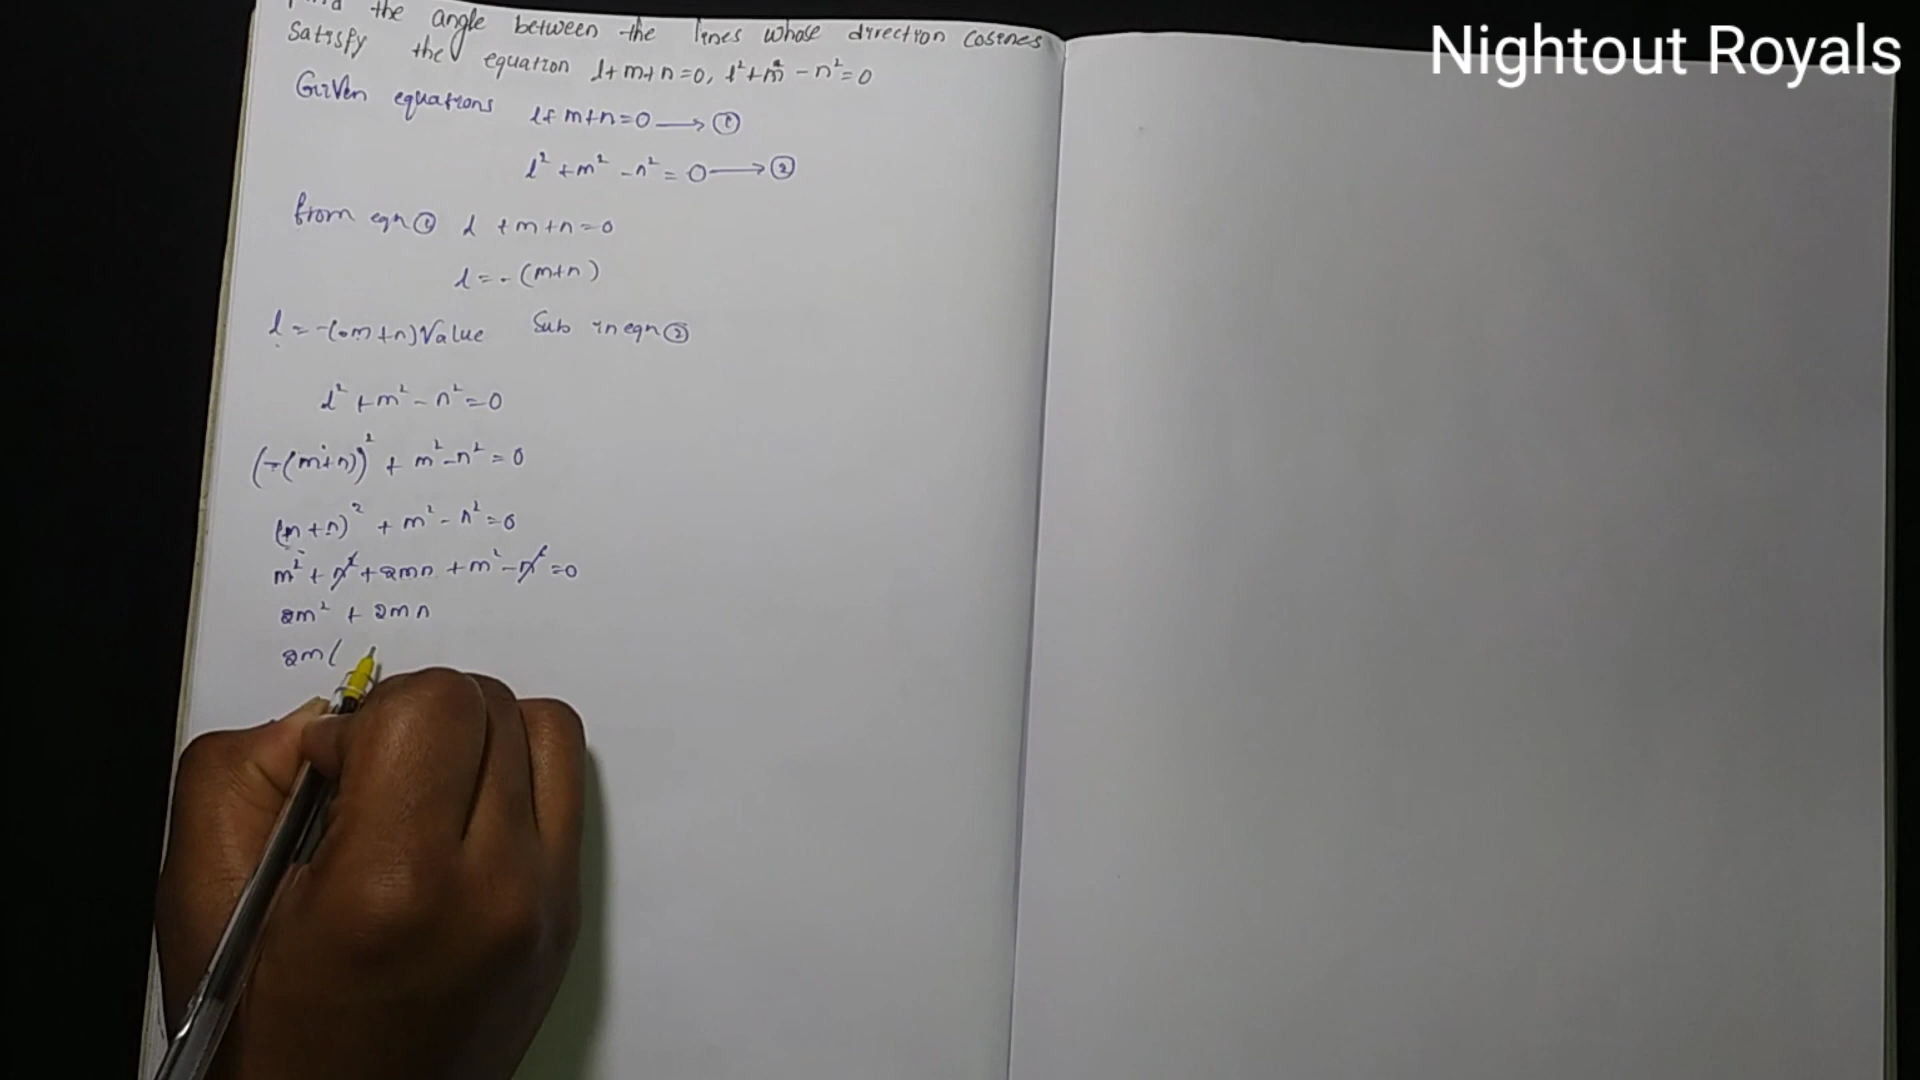 the angle between the lines whose direction cosines
Nightout Royals
Satisfy the equation l+m+n=0, l²+m²-n²=0
Given equations l+m+n=0 → ①
l²+m²-n²=0 → ②
from eqn ① l+m+n=0
l=-(m+n)
l=-(m+n) Value Sub in eqn ②
l²+m²-n²=0
(-(m+n))²+m²-n²=0
(m+n)²+m²-n²=0
m²+n²+2mn+m²-n²=0
2m²+2mn
2m(